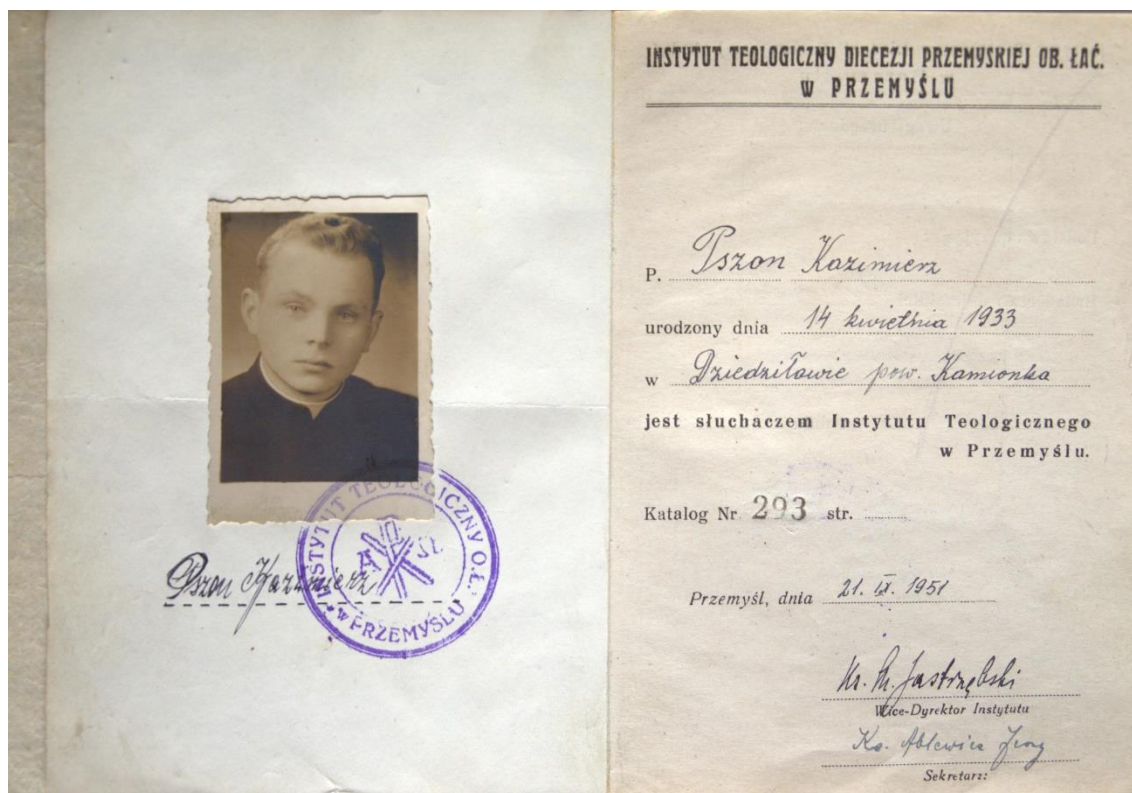 Pszon Kazimierz
INSTYTUT TEOLOGICZNY O.Ł.
w PRZEMYŚLU
INSTYTUT TEOLOGICZNY DIECEZJI PRZEMYSKIEJ OB. ŁAĆ.
W PRZEMYŚLU
P. Pszon Kazimierz
urodzony dnia 14 kwietnia 1933
w Dziedziłowie pow. Kamionka
jest słuchaczem Instytutu Teologicznego
w Przemyślu.
Katalog Nr 293 str.
Przemyśl, dnia 21. IX. 1951
Jastrzębski
Wice-Dyrektor Instytutu
Ks. Ablewicz Jerzy
Sekretarz: